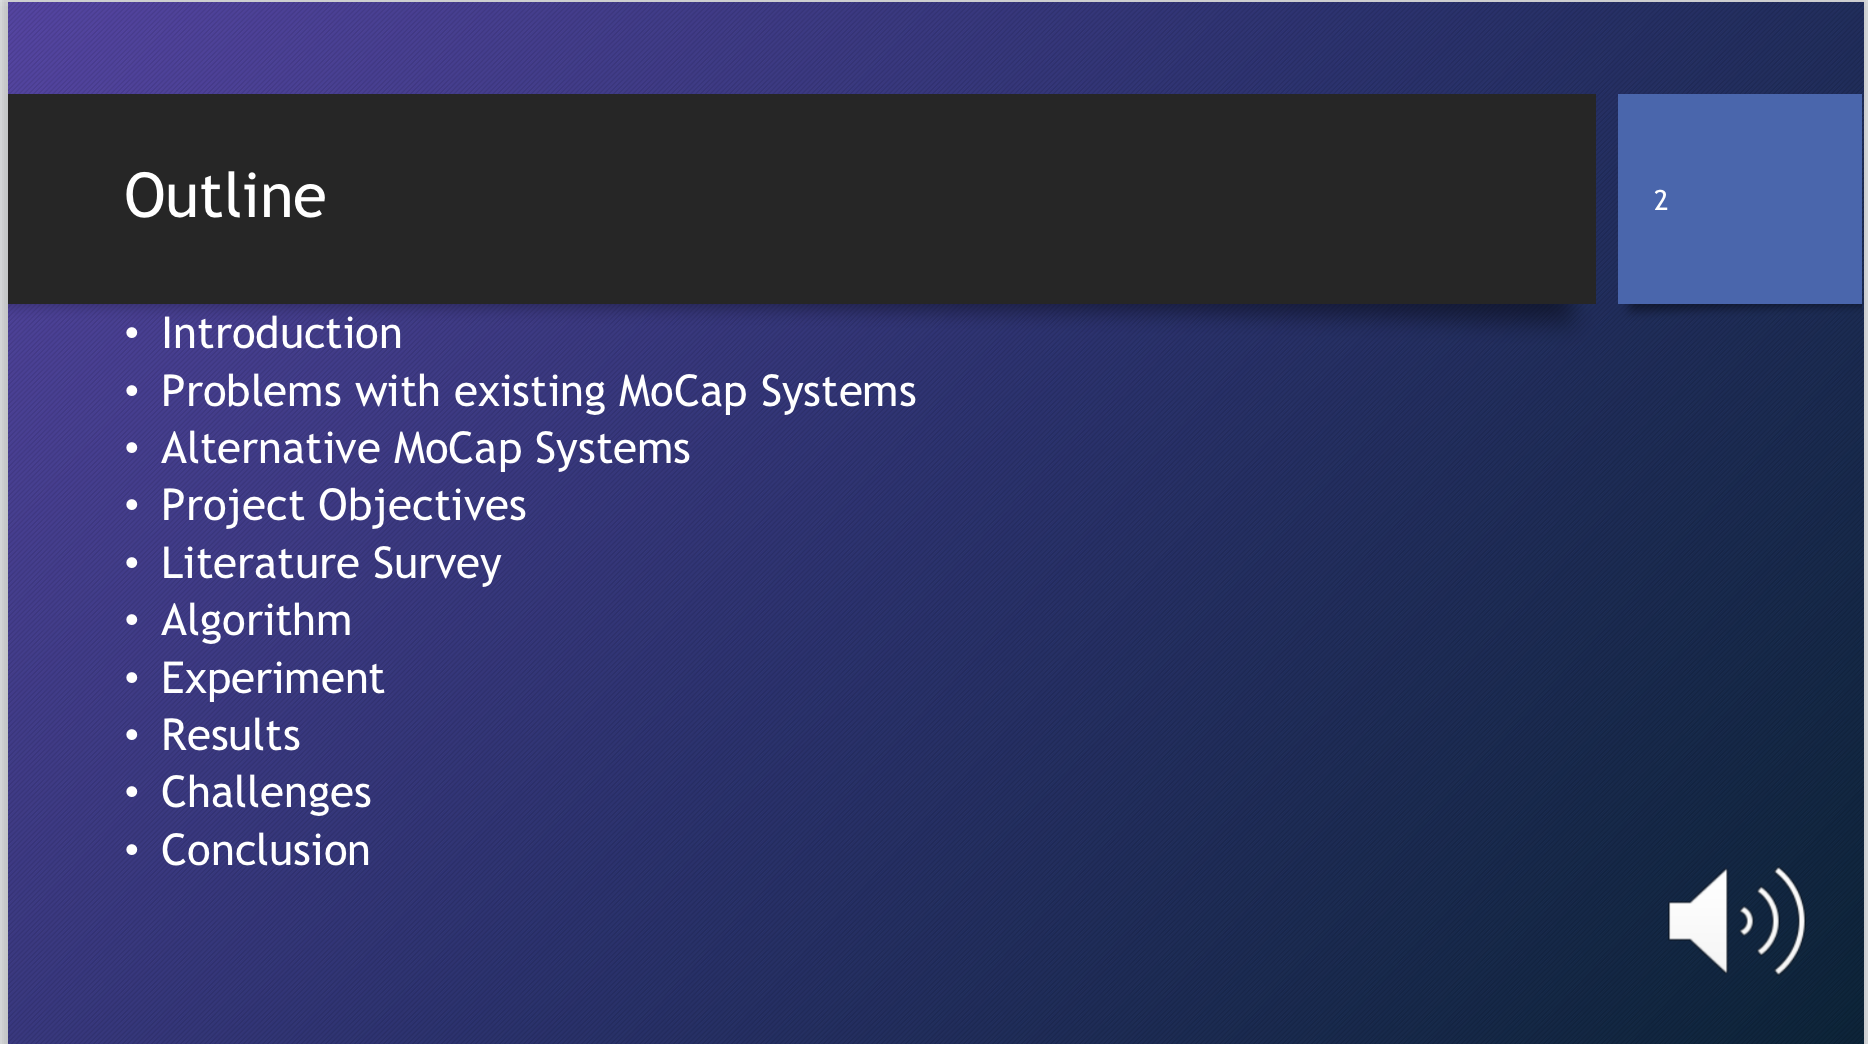 Outline
2
• Introduction
• Problems with existing MoCap Systems
• Alternative MoCap Systems
• Project Objectives
• Literature Survey
• Algorithm
• Experiment
• Results
• Challenges
• Conclusion